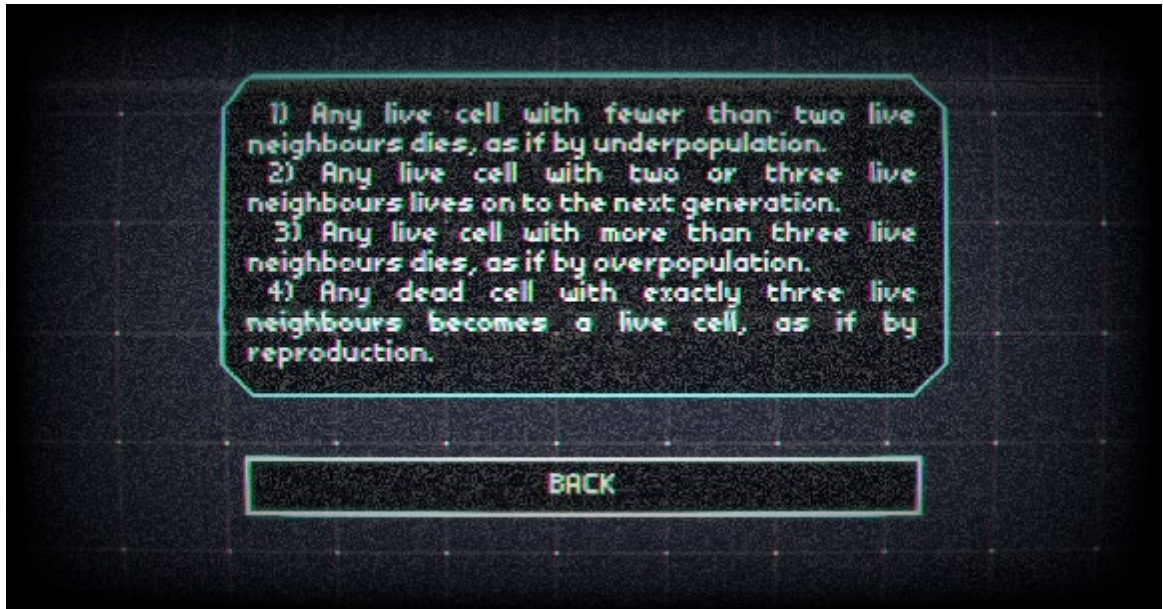 1) Any live cell with fewer than two live
neighbours dies, as if by underpopulation.
2) Any live cell with two or three live
neighbours lives on to the next generation.
3) Any live cell with more than three live
neighbours dies, as if by overpopulation.
4) Any dead cell with exactly three live
neighbours becomes a live cell, as if by
reproduction.
BACK